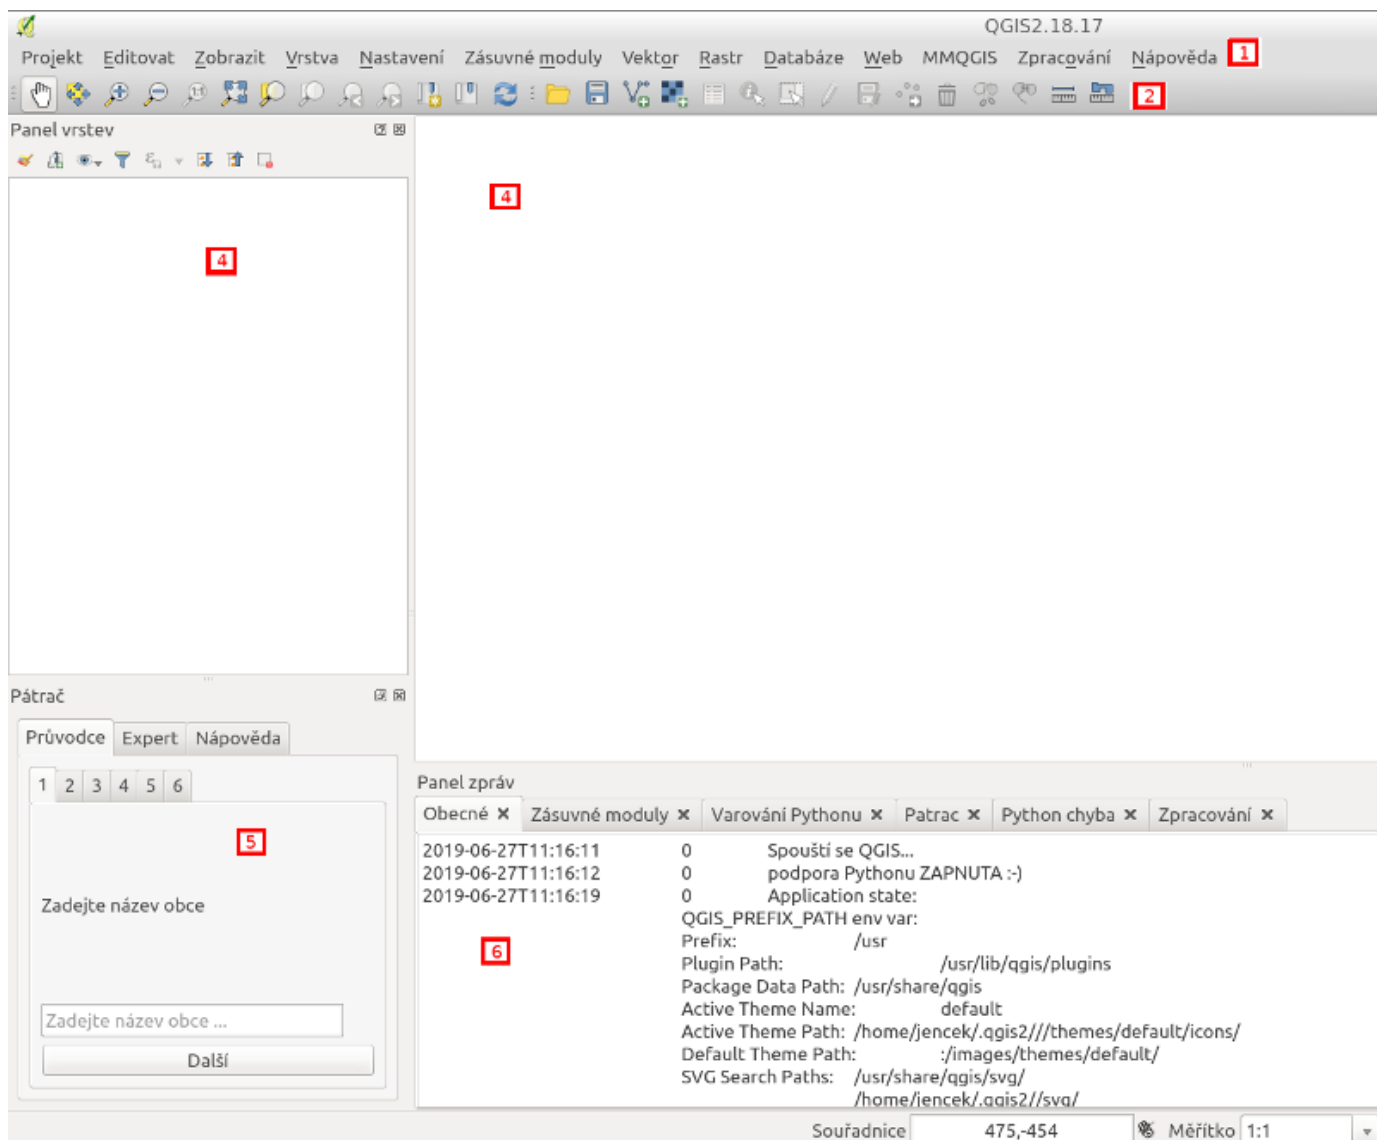 QGIS2.18.17
Projekt Editovat Zobrazit Vrstva Nastavení Zásuvné moduly Vektor Rastr Databáze Web MMQGIS Zpracování Nápověda 1
2
Panel vrstev
4
4
Pátrač
Průvodce Expert Nápověda
1 2 3 4 5 6
5
Zadejte název obce
Zadejte název obce ...
Další
Panel zpráv
Obecné Zásuvné moduly Varování Pythonu Patrac Python chyba Zpracování
2019-06-27T11:16:11 0 Spouští se QGIS...
2019-06-27T11:16:12 0 podpora Pythonu ZAPNUTA :-)
2019-06-27T11:16:19 0 Application state:
QGIS_PREFIX_PATH env var:
Prefix: /usr
6
Plugin Path: /usr/lib/qgis/plugins
Package Data Path: /usr/share/qgis
Active Theme Name: default
Active Theme Path: /home/jencek/.qgis2///themes/default/icons/
Default Theme Path: :/images/themes/default/
SVG Search Paths: /usr/share/qgis/svg/
/home/jencek/.qgis2//svg/
Souřadnice 475,-454 Měřítko 1:1